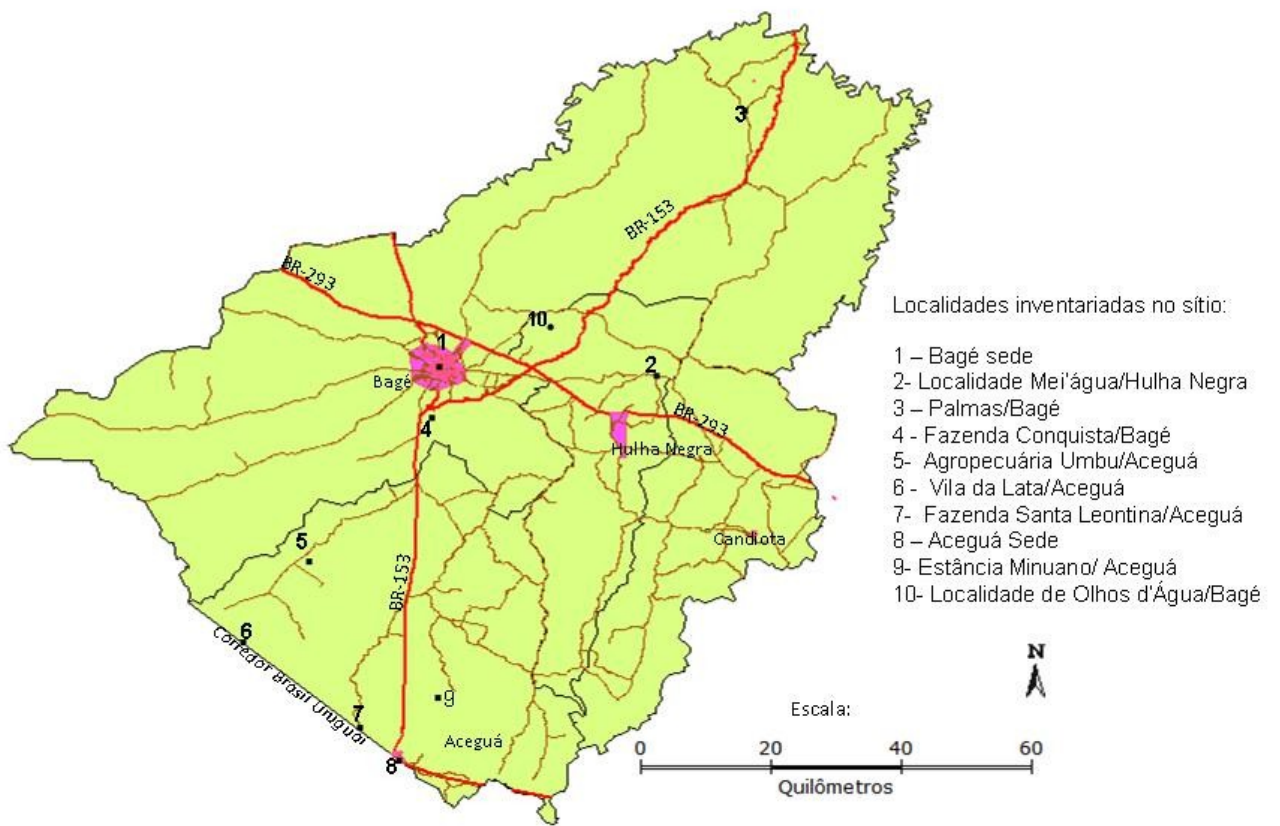 3
BR-153
BR-293
10
1
2
Bagé
BR-293
4
Hulha Negra
Candiota
5
BR-153
6
Corredor Brasil Uruguai
9
7
Aceguá
8
Localidades inventariadas no sítio:
1 – Bagé sede
2- Localidade Mei'água/Hulha Negra
3 – Palmas/Bagé
4 - Fazenda Conquista/Bagé
5- Agropecuária Umbu/Aceguá
6 - Vila da Lata/Aceguá
7- Fazenda Santa Leontina/Aceguá
8 – Aceguá Sede
9- Estância Minuano/ Aceguá
10- Localidade de Olhos d'Água/Bagé
N
Escala:
0 20 40 60
Quilômetros